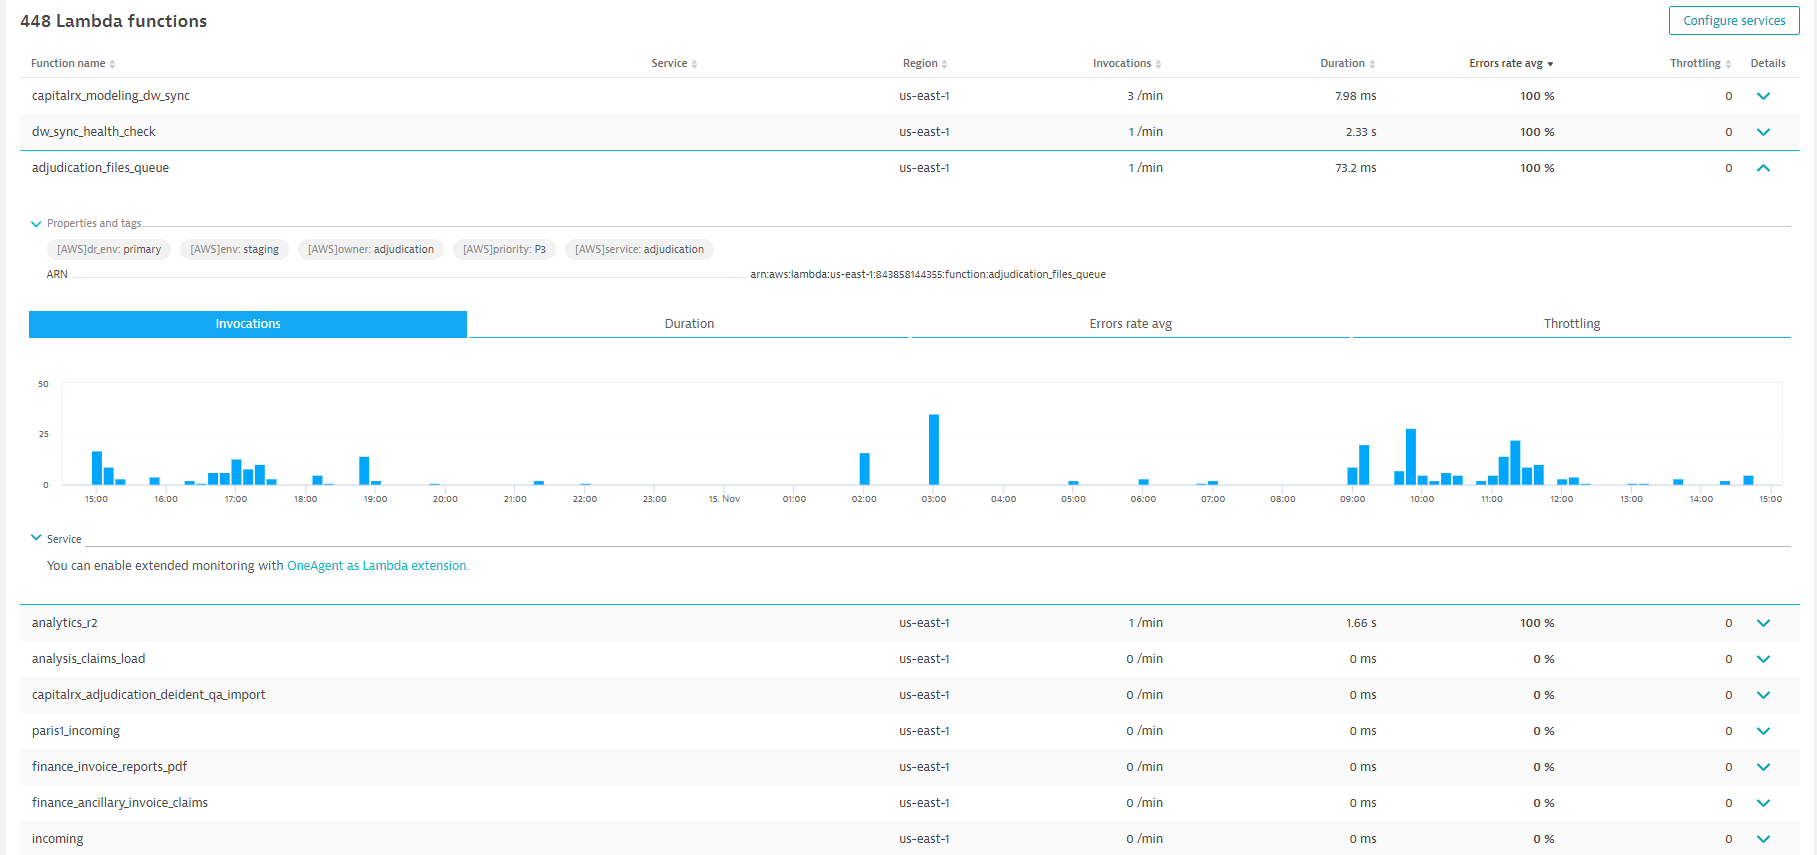 448 Lambda functions
Configure services
Function name Service Region Invocations Duration Errors rate avg Throttling Details
capitalrx_modeling_dw_sync us-east-1 3 /min 7.98 ms 100 % 0
dw_sync_health_check us-east-1 1 /min 2.33 s 100 % 0
adjudication_files_queue us-east-1 1 /min 73.2 ms 100 % 0
Properties and tags
[AWS]dr_env: primary [AWS]env: staging [AWS]owner: adjudication [AWS]priority: P3 [AWS]service: adjudication
ARN arn:aws:lambda:us-east-1:843858144355:function:adjudication_files_queue
Invocations Duration Errors rate avg Throttling
50
25
0
15:00 16:00 17:00 18:00 19:00 20:00 21:00 22:00 23:00 15. Nov 01:00 02:00 03:00 04:00 05:00 06:00 07:00 08:00 09:00 10:00 11:00 12:00 13:00 14:00 15:00
Service
You can enable extended monitoring with OneAgent as Lambda extension.
analytics_r2 us-east-1 1 /min 1.66 s 100 % 0
analysis_claims_load us-east-1 0 /min 0 ms 0 % 0
capitalrx_adjudication_deident_qa_import us-east-1 0 /min 0 ms 0 % 0
paris1_incoming us-east-1 0 /min 0 ms 0 % 0
finance_invoice_reports_pdf us-east-1 0 /min 0 ms 0 % 0
finance_ancillary_invoice_claims us-east-1 0 /min 0 ms 0 % 0
incoming us-east-1 0 /min 0 ms 0 % 0